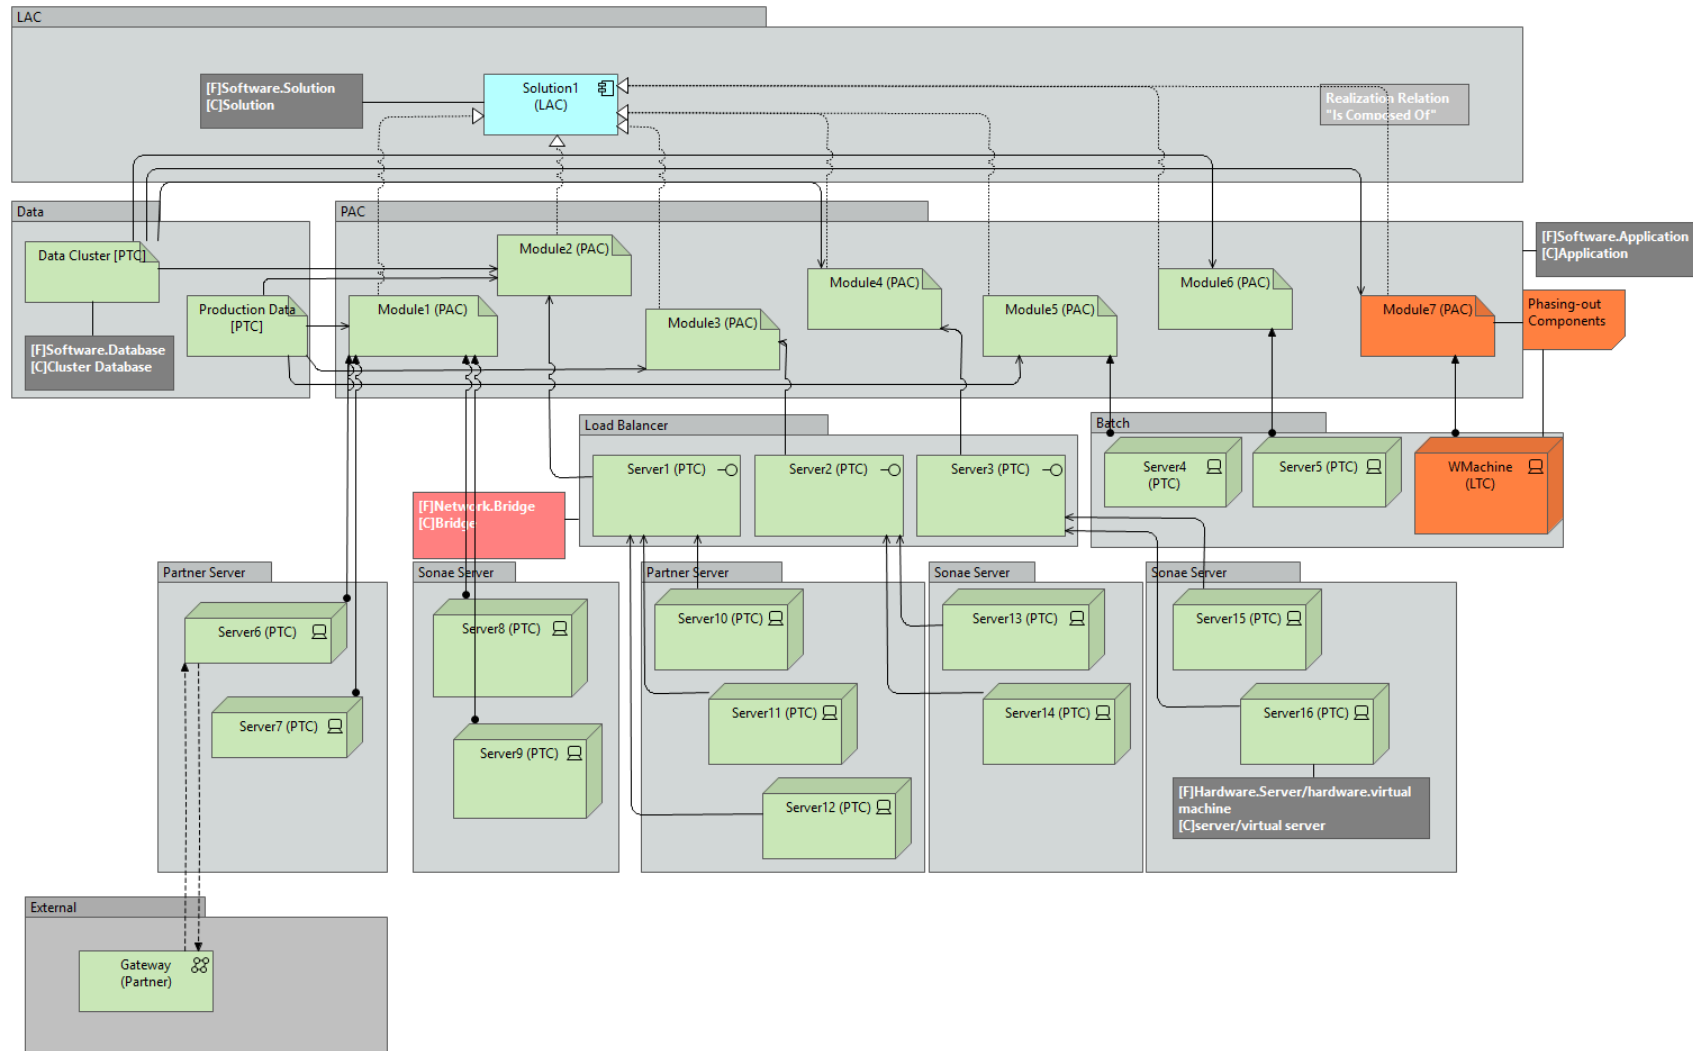 LAC
[F]Software.Solution
[C]Solution
Solution1
(LAC)
Realization Relation
"Is Composed Of"
Data
PAC
Data Cluster [PTC]
Module2 (PAC)
[F]Software.Application
[C]Application
Production Data
[PTC]
Module1 (PAC)
Module3 (PAC)
Module4 (PAC)
Module5 (PAC)
Module6 (PAC)
Module7 (PAC)
Phasing-out
Components
[F]Software.Database
[C]Cluster Database
Load Balancer
Batch
Server1 (PTC)
Server2 (PTC)
Server3 (PTC)
Server4
(PTC)
Server5 (PTC)
WMachine
(LTC)
[F]Network.Bridge
[C]Bridge
Partner Server
Sonae Server
Partner Server
Sonae Server
Sonae Server
Server6 (PTC)
Server8 (PTC)
Server10 (PTC)
Server13 (PTC)
Server15 (PTC)
Server7 (PTC)
Server9 (PTC)
Server11 (PTC)
Server14 (PTC)
Server16 (PTC)
Server12 (PTC)
[F]Hardware.Server/hardware.virtual
machine
[C]server/virtual server
External
Gateway
(Partner)